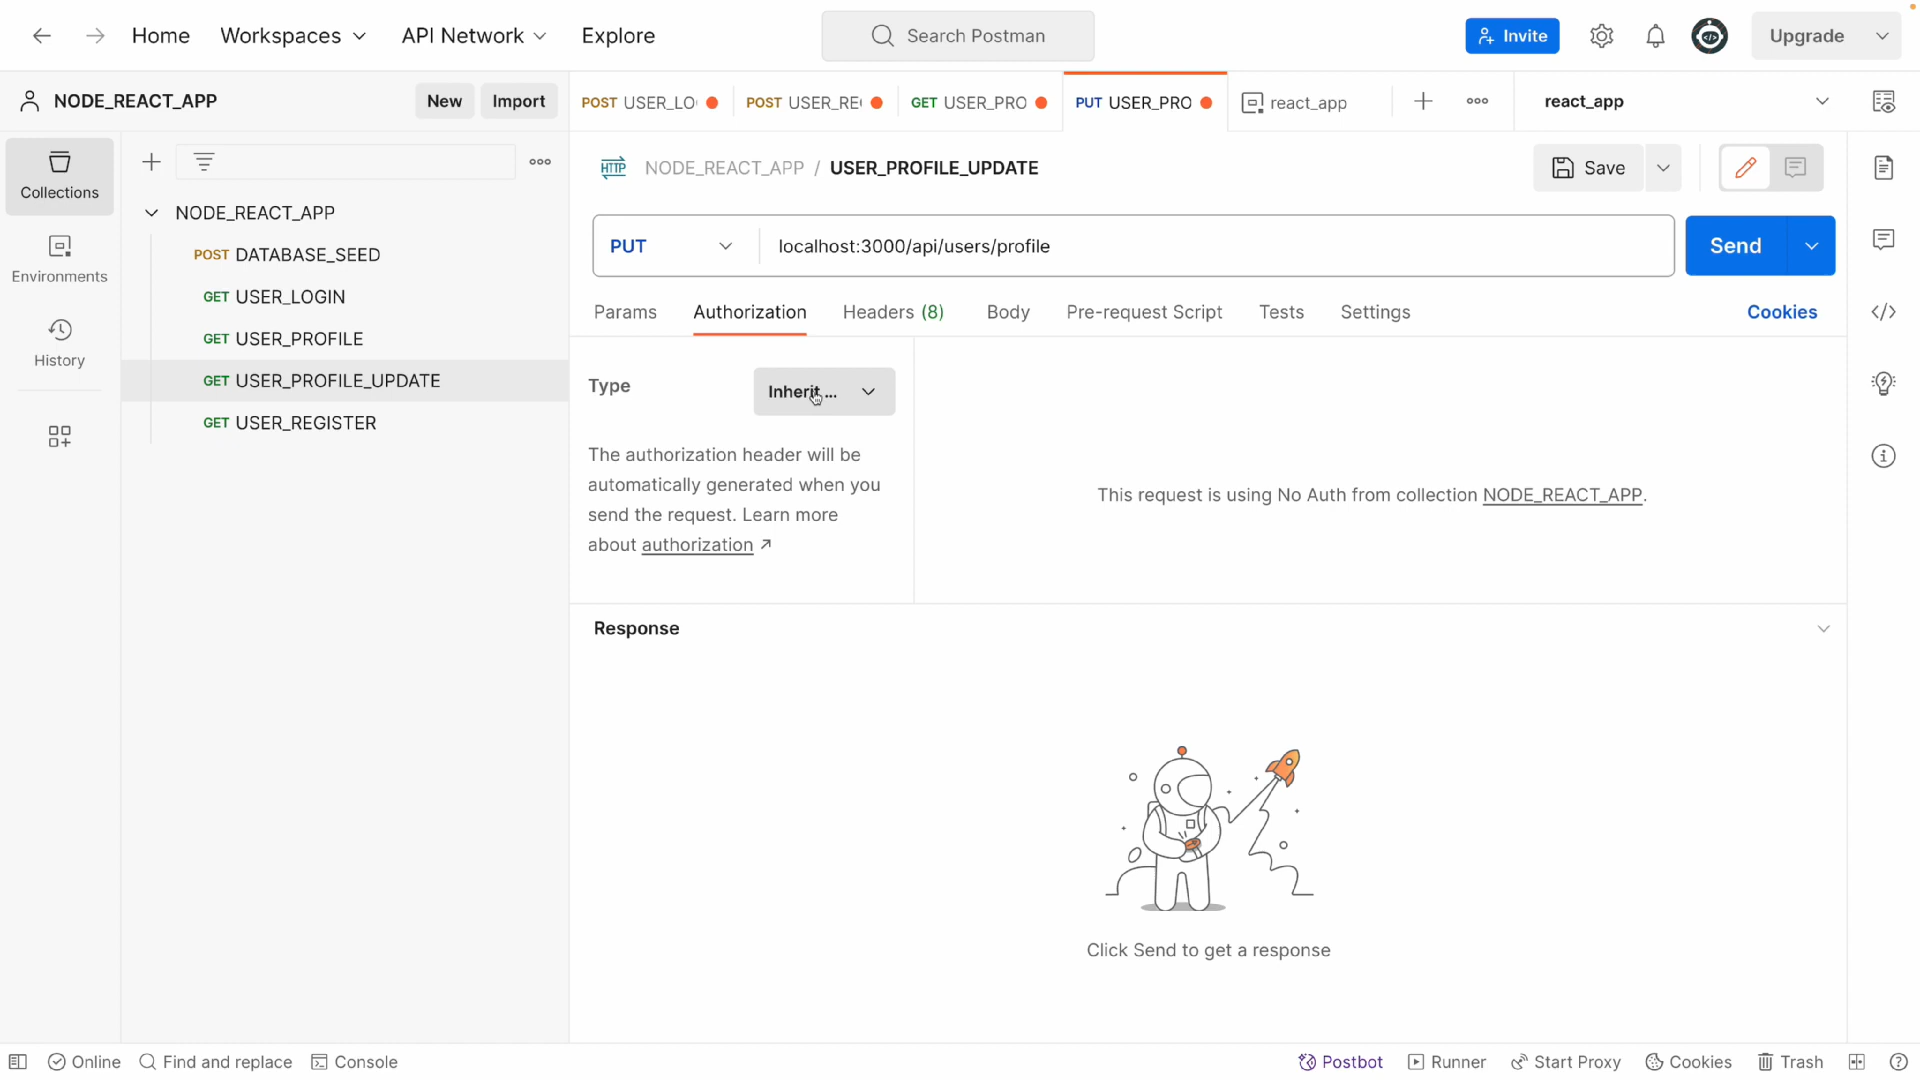 Home
Workspaces
API Network
Explore
Search Postman
Invite
Upgrade
NODE_REACT_APP
New
Import
POST USER_LO
POST USER_RE
GET USER_PRO
PUT USER_PRO
react_app
react_app
Collections
Environments
History
NODE_REACT_APP
POST DATABASE_SEED
GET USER_LOGIN
GET USER_PROFILE
GET USER_PROFILE_UPDATE
GET USER_REGISTER
HTTP NODE_REACT_APP / USER_PROFILE_UPDATE
Save
PUT
localhost:3000/api/users/profile
Send
Params
Authorization
Headers (8)
Body
Pre-request Script
Tests
Settings
Cookies
Type
Inherit ...
The authorization header will be
automatically generated when you
send the request. Learn more
about authorization ↗
This request is using No Auth from collection NODE_REACT_APP.
Response
Click Send to get a response
Online
Find and replace
Console
Postbot
Runner
Start Proxy
Cookies
Trash